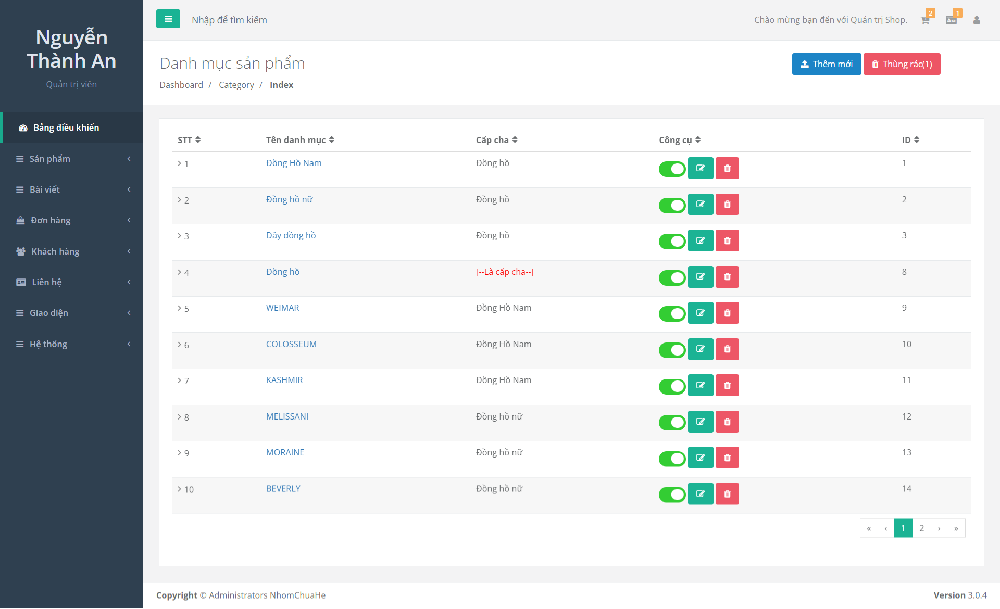 Nguyễn
Thành An
Quản trị viên
Bảng điều khiển
Sản phẩm
Bài viết
Đơn hàng
Khách hàng
Liên hệ
Giao diện
Hệ thống
Nhập để tìm kiếm
Chào mừng bạn đến với Quản trị Shop. 2 1
Danh mục sản phẩm
Thêm mới Thùng rác(1)
Dashboard / Category / Index
STT Tên danh mục Cấp cha Công cụ ID
1 Đồng Hồ Nam Đồng hồ 1
2 Đồng hồ nữ Đồng hồ 2
3 Dây đồng hồ Đồng hồ 3
4 Đồng hồ [--Là cấp cha--] 8
5 WEIMAR Đồng Hồ Nam 9
6 COLOSSEUM Đồng Hồ Nam 10
7 KASHMIR Đồng Hồ Nam 11
8 MELISSANI Đồng hồ nữ 12
9 MORAINE Đồng hồ nữ 13
10 BEVERLY Đồng hồ nữ 14
« ‹ 1 2 › »
Copyright © Administrators NhomChuaHe
Version 3.0.4